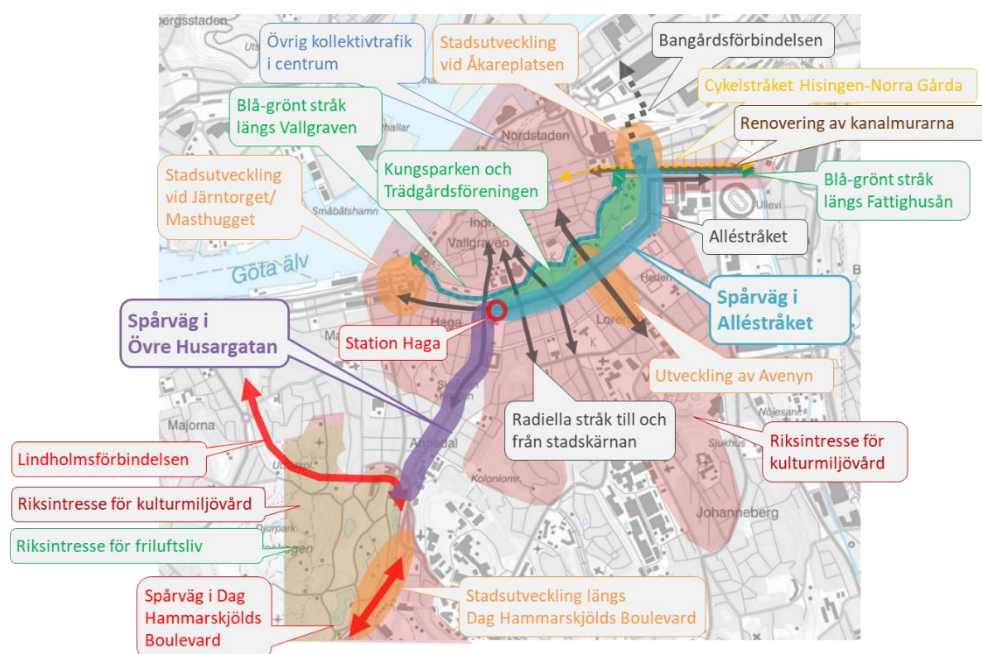 Övrig kollektivtrafik
i centrum
Stadsutveckling
vid Åkareplatsen
Bangårdsförbindelsen
Cykelstråket Hisingen-Norra Gårda
Renovering av kanalmurarna
Blå-grönt stråk
längs Vallgraven
Nordstaden
Kungsparken och
Trädgårdsföreningen
Stadsutveckling
vid Järntorget/
Masthugget
Blå-grönt stråk
längs Fattighusån
Ullevi
Småbåtshamn
Vallgraven
Alléstråket
Göta älv
Heden
Spårväg i
Alléstråket
Spårväg i
Övre Husargatan
Haga
Station Haga
Utveckling av Avenyn
Radiella stråk till och
från stadskärnan
Riksintresse för
kulturmiljövård
Majorna
Sjukhus
Lindholmsförbindelsen
Koloniomr.
Riksintresse för kulturmiljövård
Johanneberg
Djurpark
Riksintresse för friluftsliv
Spårväg i Dag
Hammarskjölds
Boulevard
Stadsutveckling längs
Dag Hammarskjölds Boulevard